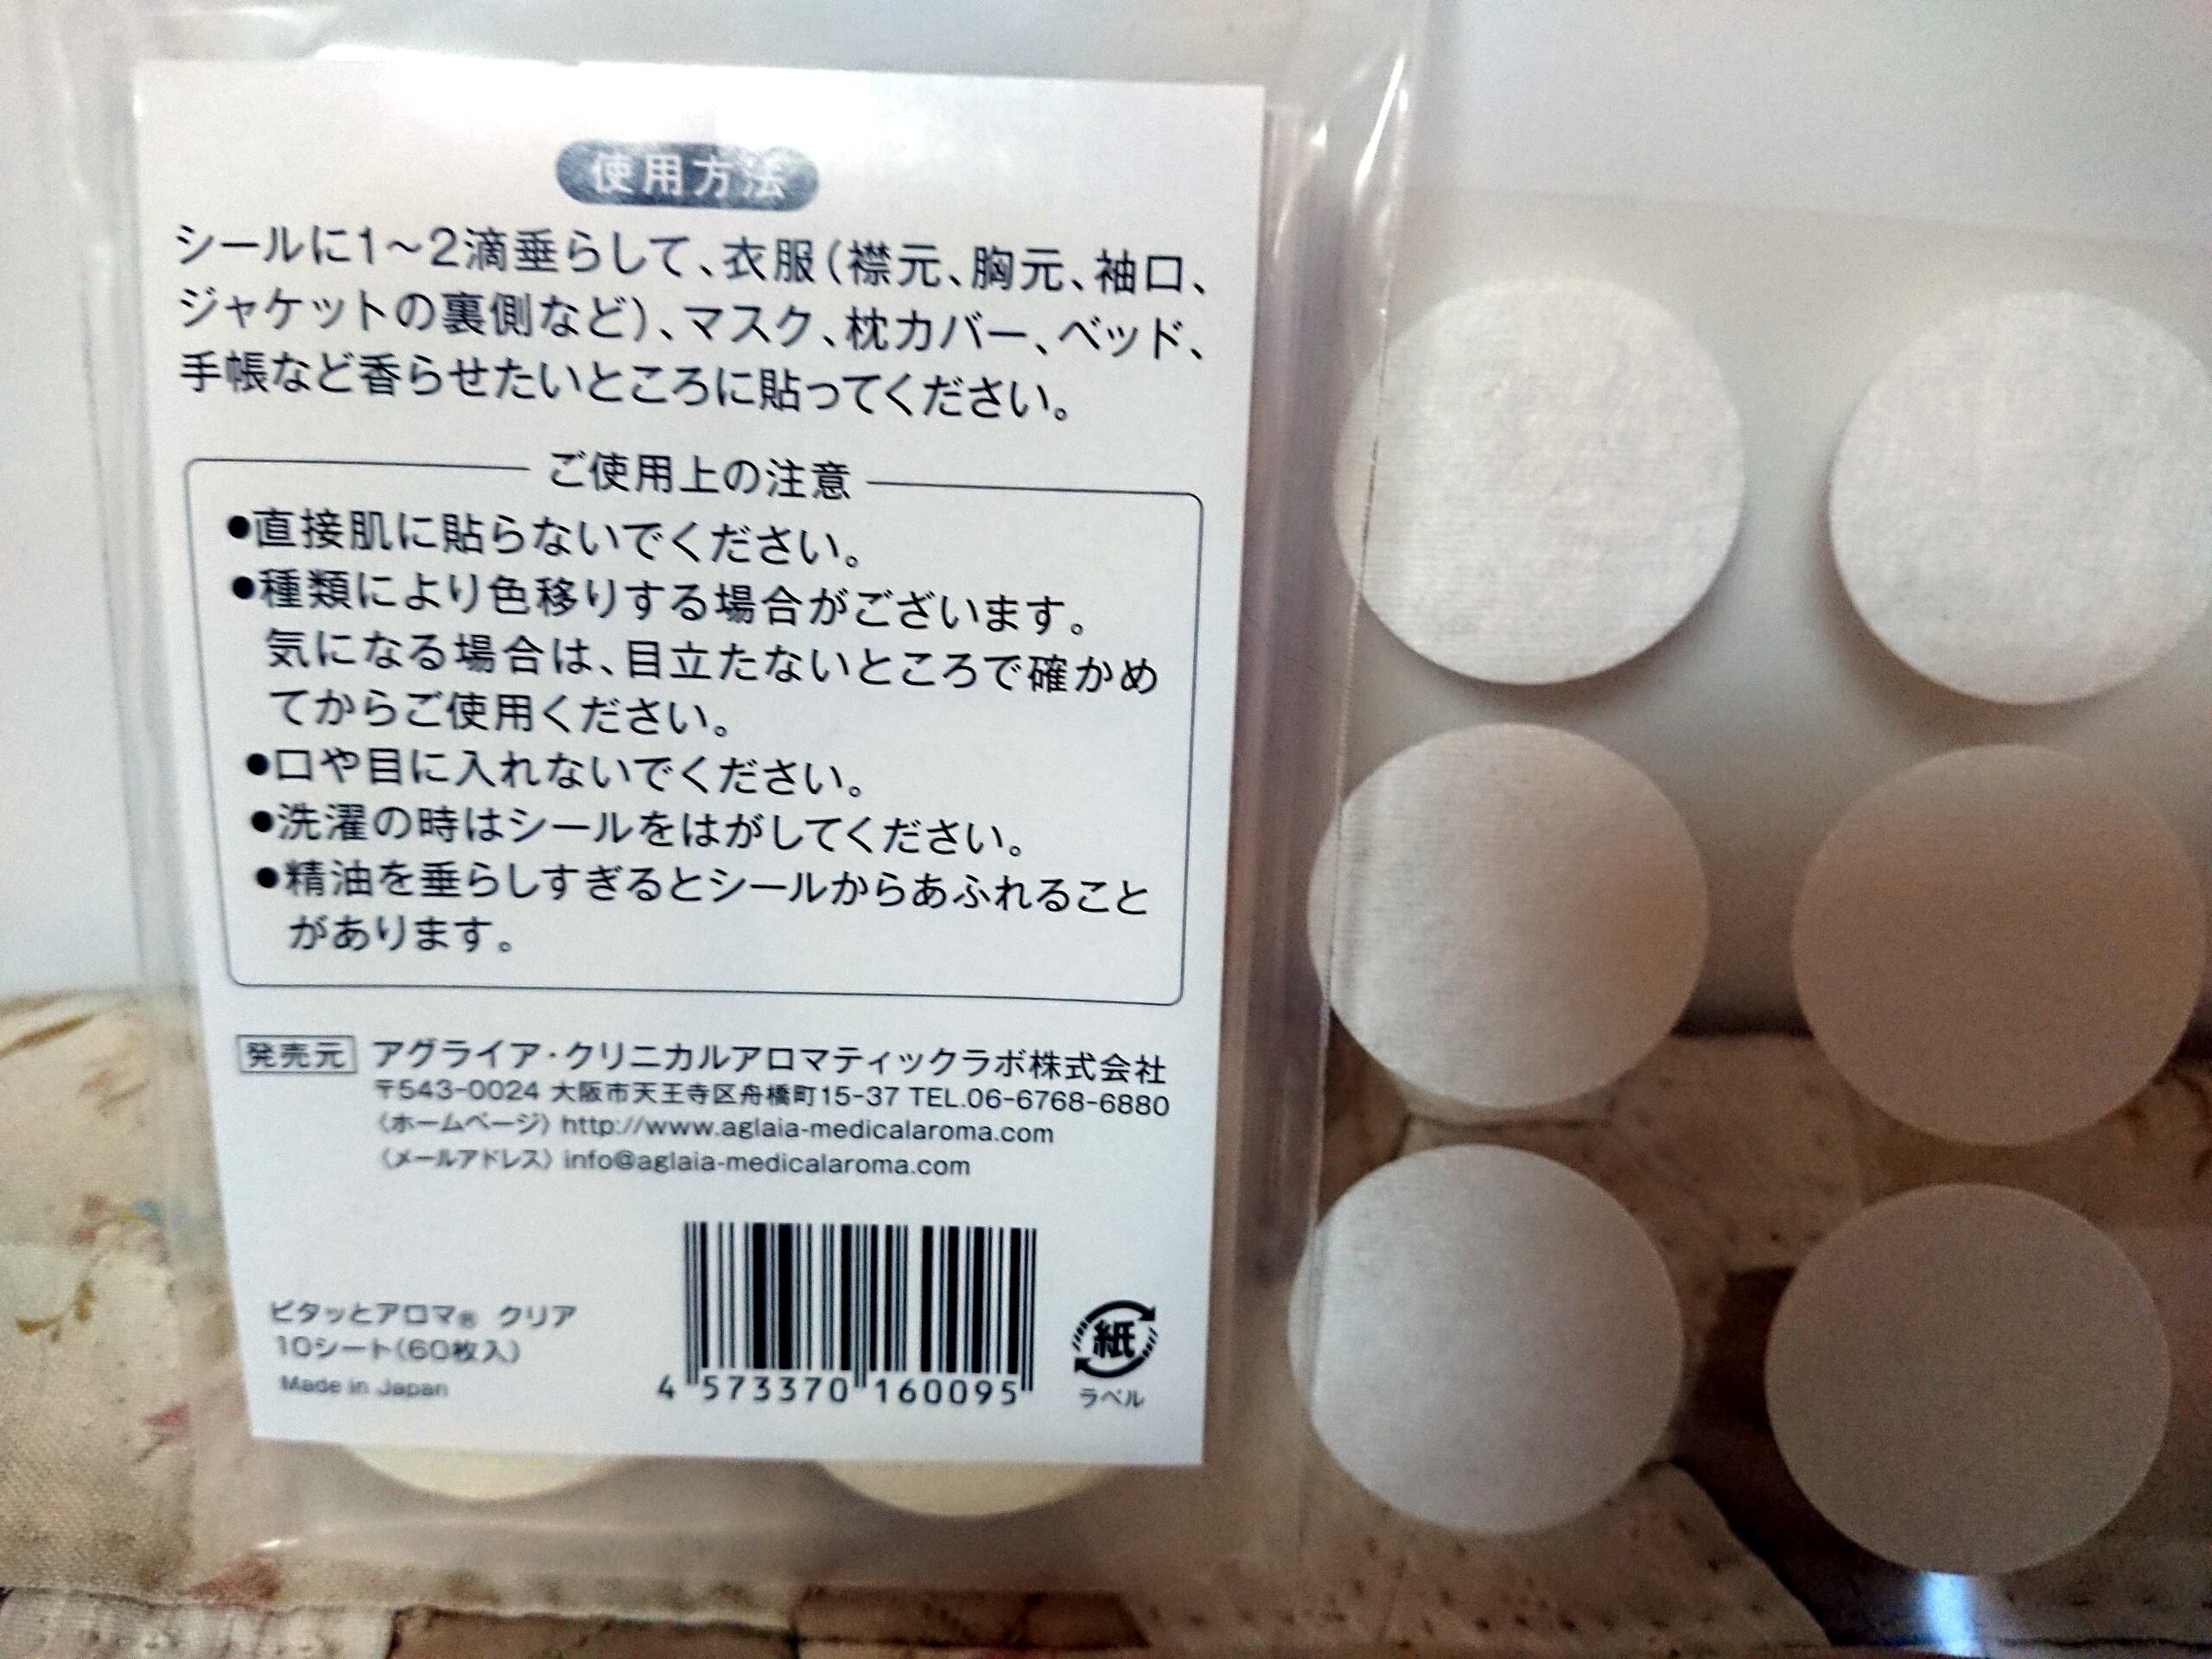 使用方法
シールに1～2滴垂らして、衣服(襟元、胸元、袖口、
ジャケットの裏側など)、マスク、枕カバー、ベッド、
手帳など香らせたいところに貼ってください。
ご使用上の注意
●直接肌に貼らないでください。
●種類により色移りする場合がございます。
気になる場合は、目立たないところで確かめ
てからご使用ください。
●口や目に入れないでください。
●洗濯の時はシールをはがしてください。
●精油を垂らしすぎるとシールからあふれること
があります。
発売元 アグライア・クリニカルアロマティックラボ株式会社
〒543-0024 大阪市天王寺区舟橋町15-37 TEL.06-6768-6880
〈ホームページ〉 http://www.aglaia-medicalaroma.com
〈メールアドレス〉 info@aglaia-medicalaroma.com
ピタッとアロマ® クリア
10シート(60枚入)
Made in Japan
4 573370 160095
紙
ラベル